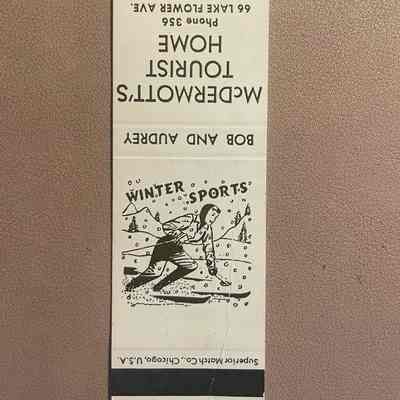 McDERMOTT'S
TOURIST
HOME
Phone 356
66 LAKE FLOWER AVE.
BOB AND AUDREY
WINTER SPORTS
Superior Match Co., Chicago, U.S.A.